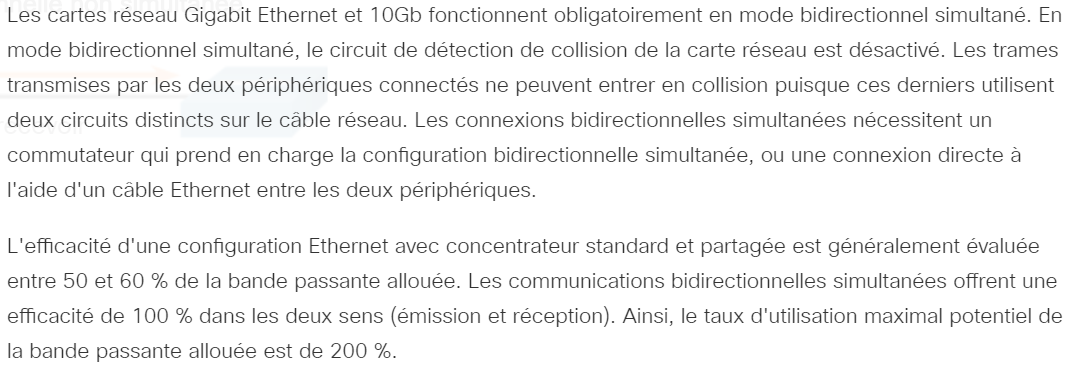 Les cartes réseau Gigabit Ethernet et 10Gb fonctionnent obligatoirement en mode bidirectionnel simultané. En
mode bidirectionnel simultané, le circuit de détection de collision de la carte réseau est désactivé. Les trames
transmises par les deux périphériques connectés ne peuvent entrer en collision puisque ces derniers utilisent
deux circuits distincts sur le câble réseau. Les connexions bidirectionnelles simultanées nécessitent un
commutateur qui prend en charge la configuration bidirectionnelle simultanée, ou une connexion directe à
l'aide d'un câble Ethernet entre les deux périphériques.
L'efficacité d'une configuration Ethernet avec concentrateur standard et partagée est généralement évaluée
entre 50 et 60 % de la bande passante allouée. Les communications bidirectionnelles simultanées offrent une
efficacité de 100 % dans les deux sens (émission et réception). Ainsi, le taux d'utilisation maximal potentiel de
la bande passante allouée est de 200 %.